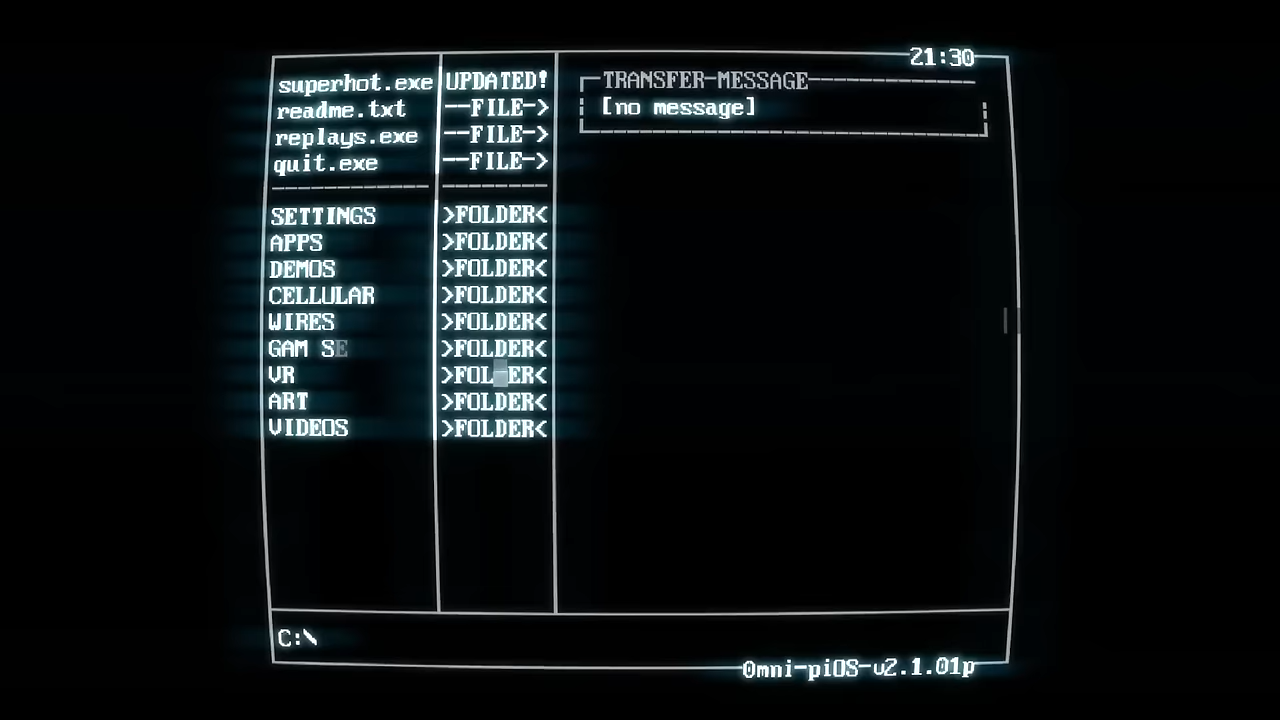 21:30
superhot.exe UPDATED!
readme.txt —FILE—>
replays.exe —FILE—>
quit.exe —FILE—>
SETTINGS >FOLDER<
APPS >FOLDER<
DEMOS >FOLDER<
CELLULAR >FOLDER<
WIRES >FOLDER<
GAM SE >FOLDER<
VR >FOL ER<
ART >FOLDER<
VIDEOS >FOLDER<
TRANSFER-MESSAGE
[no message]
C:\
Omni-piOS-v2.1.01p